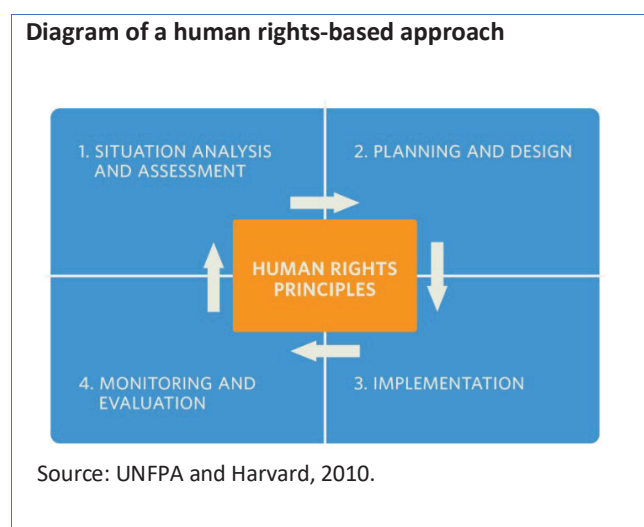 Diagram of a human rights-based approach
1. SITUATION ANALYSIS
AND ASSESSMENT
2. PLANNING AND DESIGN
HUMAN RIGHTS
PRINCIPLES
4. MONITORING AND
EVALUATION
3. IMPLEMENTATION
Source: UNFPA and Harvard, 2010.